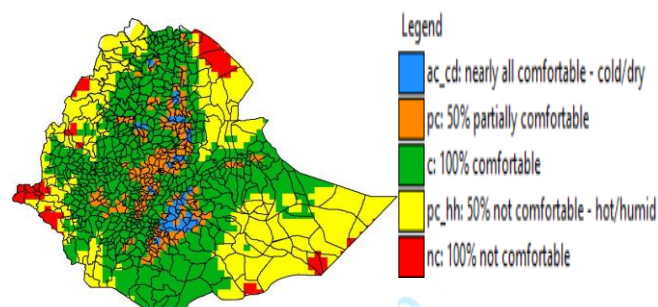 Legend
ac_cd: nearly all comfortable - cold/dry
pc: 50% partially comfortable
c: 100% comfortable
pc_hh: 50% not comfortable - hot/humid
nc: 100% not comfortable